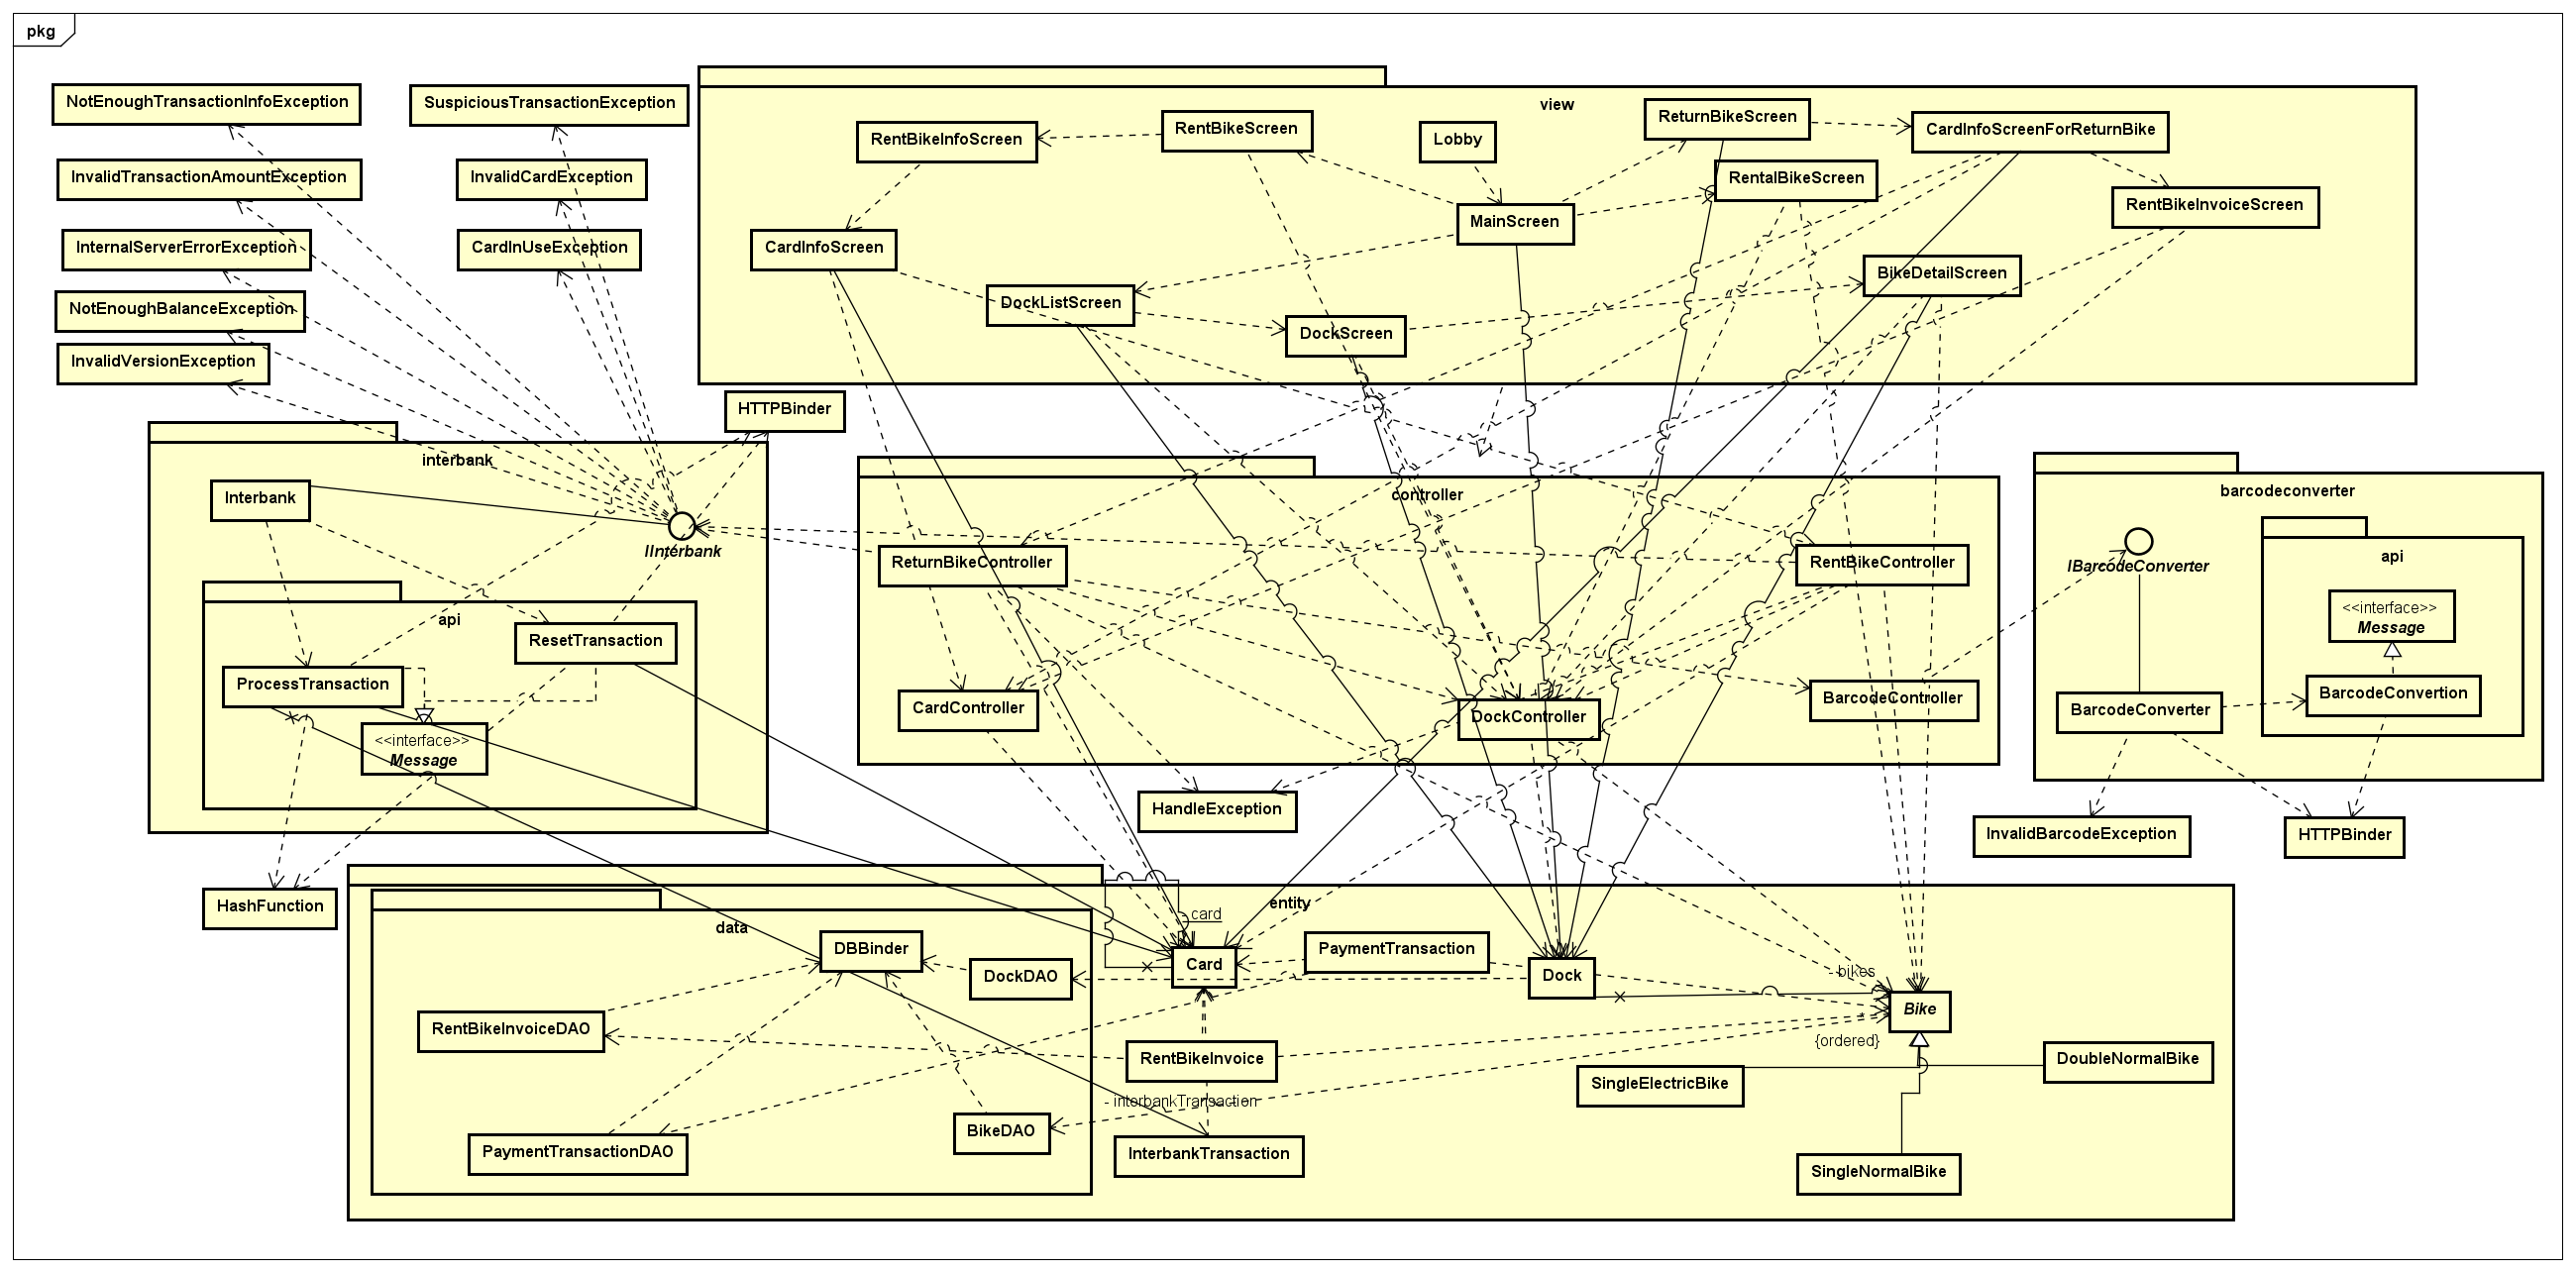 pkg
NotEnoughTransactionInfoException
SuspiciousTransactionException
InvalidTransactionAmountException
InvalidCardException
InternalServerErrorException
CardInUseException
NotEnoughBalanceException
InvalidVersionException
view
RentBikeInfoScreen
RentBikeScreen
Lobby
ReturnBikeScreen
CardInfoScreenForReturnBike
RentalBikeScreen
RentBikeInvoiceScreen
MainScreen
CardInfoScreen
BikeDetailScreen
DockListScreen
DockScreen
HTTPBinder
interbank
Interbank
IInterbank
api
ResetTransaction
ProcessTransaction
<<interface>>
Message
HashFunction
controller
ReturnBikeController
RentBikeController
CardController
DockController
BarcodeController
HandleException
barcodeconverter
IBarcodeConverter
api
<<interface>>
Message
BarcodeConvertion
BarcodeConverter
InvalidBarcodeException
HTTPBinder
entity
data
DBBinder
DockDAO
RentBikeInvoiceDAO
PaymentTransactionDAO
BikeDAO
- card
Card
PaymentTransaction
Dock
- bikes
Bike
{ordered}
RentBikeInvoice
- interbankTransaction
InterbankTransaction
SingleElectricBike
DoubleNormalBike
SingleNormalBike